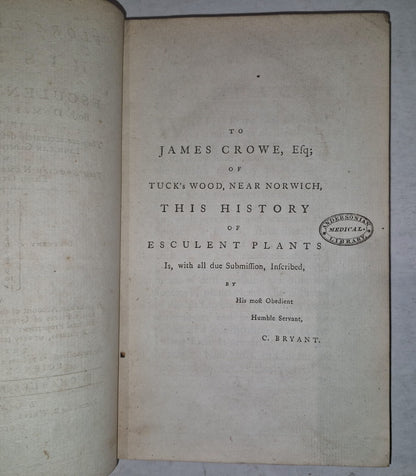 TO
JAMES CROWE, Eſq;
OF
TUCK's WOOD, NEAR NORWICH,
THIS HISTORY
OF
ESCULENT PLANTS
Is, with all due Submiſſion, Inſcribed,
BY
His moſt Obedient
Humble Servant,
C. BRYANT.
ANDERSONIAN
MEDICAL
LIBRARY.